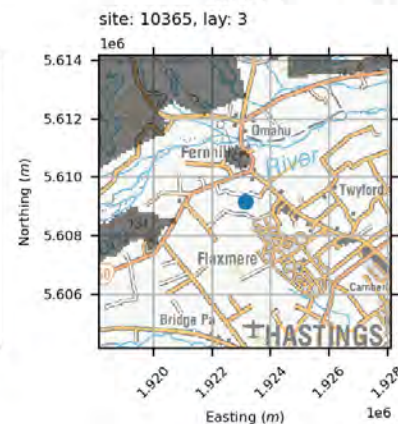 site: 10365, lay: 3
1e6
5.614
5.612
5.610
5.608
5.606
Northing (m)
Omahu
Fernhill
River
Twyford
Flaxmere
Bridge Pa
HASTINGS
1.920
1.922
1.924
1.926
1.928
1e6
Easting (m)